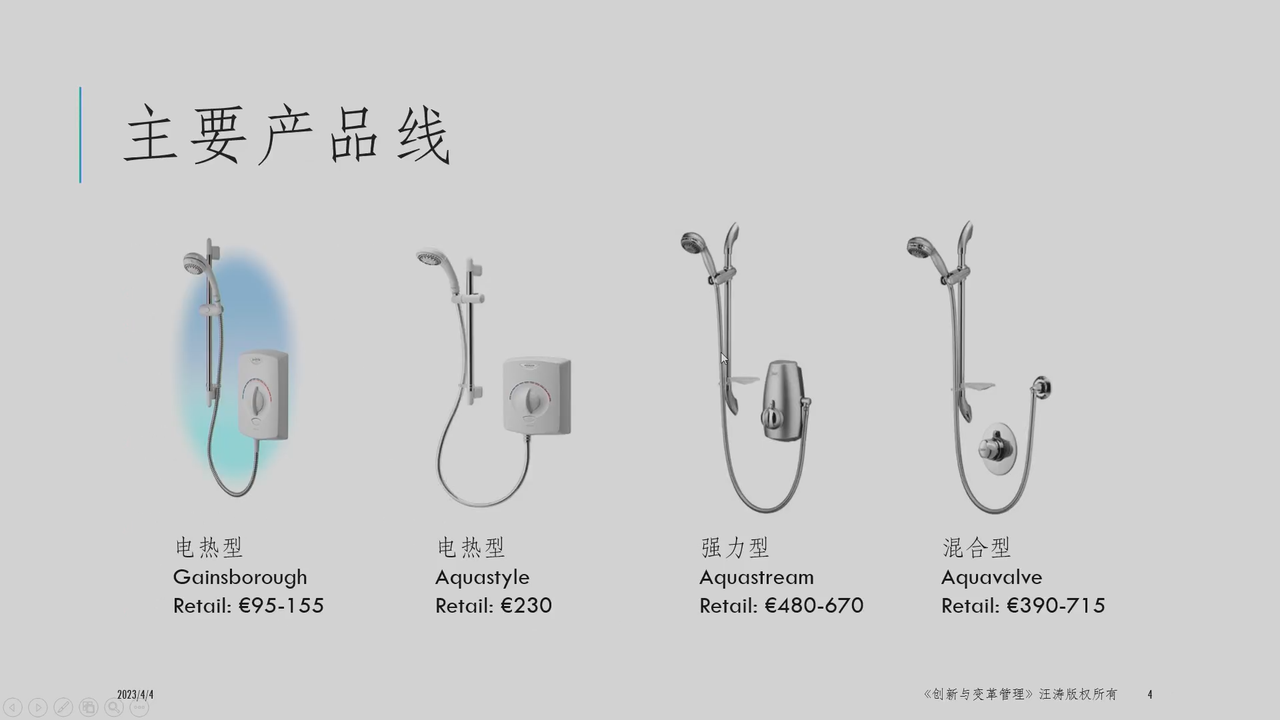 主要产品线
电热型
Gainsborough
Retail: €95-155
电热型
Aquastyle
Retail: €230
强力型
Aquastream
Retail: €480-670
混合型
Aquavalve
Retail: €390-715
2023/4/4
《创新与变革管理》汪涛版权所有
4